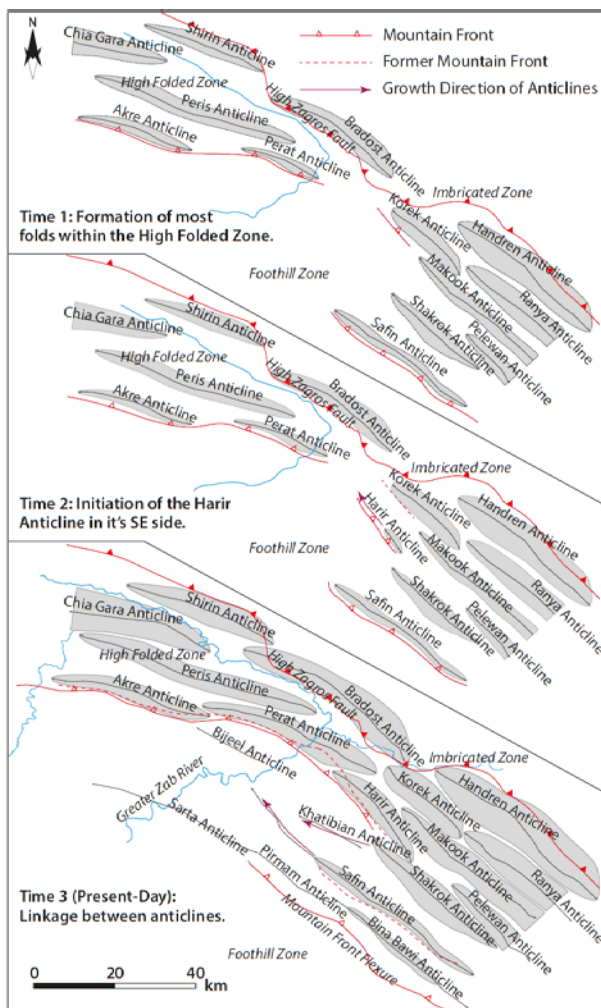 N
Chia Gara Anticline
Shirin Anticline
Mountain Front
Former Mountain Front
Growth Direction of Anticlines
High Folded Zone
Peris Anticline
High Zagros Fault
Bradost Anticline
Akre Anticline
Perat Anticline
Imbricated Zone
Korek Anticline
Handren Anticline
Time 1: Formation of most
folds within the High Folded Zone.
Foothill Zone
Makook Anticline
Ranya Anticline
Shakrok Anticline
Pelewan Anticline
Safin Anticline
Chia Gara Anticline
Shirin Anticline
High Folded Zone
Peris Anticline
High Zagros Fault
Bradost Anticline
Akre Anticline
Perat Anticline
Imbricated Zone
Korek Anticline
Handren Anticline
Time 2: Initiation of the Harir
Anticline in it's SE side.
Harir Anticline
Foothill Zone
Makook Anticline
Ranya Anticline
Shakrok Anticline
Pelewan Anticline
Safin Anticline
Chia Gara Anticline
Shirin Anticline
High Folded Zone
Peris Anticline
High Zagros Fault
Bradost Anticline
Akre Anticline
Perat Anticline
Bijeel Anticline
Imbricated Zone
Korek Anticline
Handren Anticline
Greater Zab River
Harir Anticline
Sarta Anticline
Khatibian Anticline
Makook Anticline
Ranya Anticline
Time 3 (Present-Day):
Linkage between anticlines.
Pirmam Anticline
Safin Anticline
Shakrok Anticline
Pelewan Anticline
Mountain Front Flexure
Bina Bawi Anticline
Foothill Zone
0 20 40
km